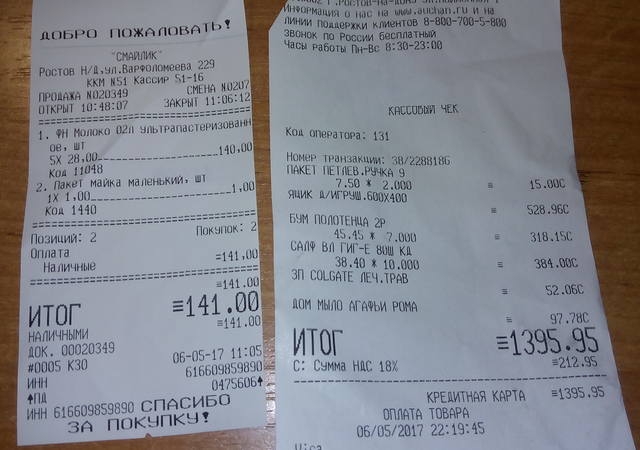 ДОБРО ПОЖАЛОВАТЬ!
"СМАЙЛИК"
Ростов Н/Д,ул.Варфоломеева 229
ККМ N51 Кассир S1-16
ПРОДАЖА N020349 СМЕНА N0207
ОТКРЫТ 10:48:07 ЗАКРЫТ 11:06:12
1. ФН Молоко 02л ультрапастеризованн
ое, шт
5X 28,00 140,00
Код 11048
2. Пакет майка маленький, шт
1X 1,00 1,00
Код 1440
Позиций: 2 Покупок: 2
Оплата =141,00
Наличные
≡141.00
ИТОГ ≡141.00
НАЛИЧНЫМИ ≡141.00
ДОК. 00020349 06-05-17 11:05
#0005 К30 616609859890
ИНН 0475606
ПД
ИНН 616609859890 СПАСИБО
ЗА ПОКУПКУ!
информация о нас на www.auchan.ru и на
линии поддержки клиентов 8-800-700-5-800
Звонок по России бесплатный
Часы работы Пн-Вс 8:30-23:00
КАССОВЫЙ ЧЕК
Код оператора: 131
Номер транзакции: 38/2288186
ПАКЕТ ПЕТЛЕВ.РУЧКА 9
7.50 * 2.000 = 15.00С
ЯЩИК Д/ИГРУШ.600X400
= 528.96С
БУМ ПОЛОТЕНЦА 2Р
45.45 * 7.000 = 318.15С
САЛФ ВЛ ГИГ-Е 80Ш КД
38.40 * 10.000 = 384.00С
ЗП COLGATE ЛЕЧ.ТРАВ
= 52.06С
ДОМ МЫЛО АГАФЬИ РОМА
= 97.78С
ИТОГ ≡1395.95
С: Сумма НДС 18% ≡212.95
КРЕДИТНАЯ КАРТА ≡1395.95
ОПЛАТА ТОВАРА
06/05/2017 22:19:45
Visa